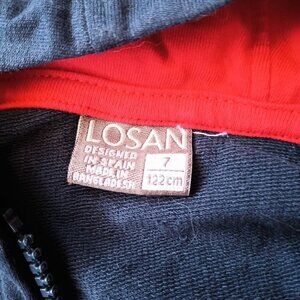 LOSAN
DESIGNED
IN SPAIN
MADE IN
BANGLADESH
7
122cm